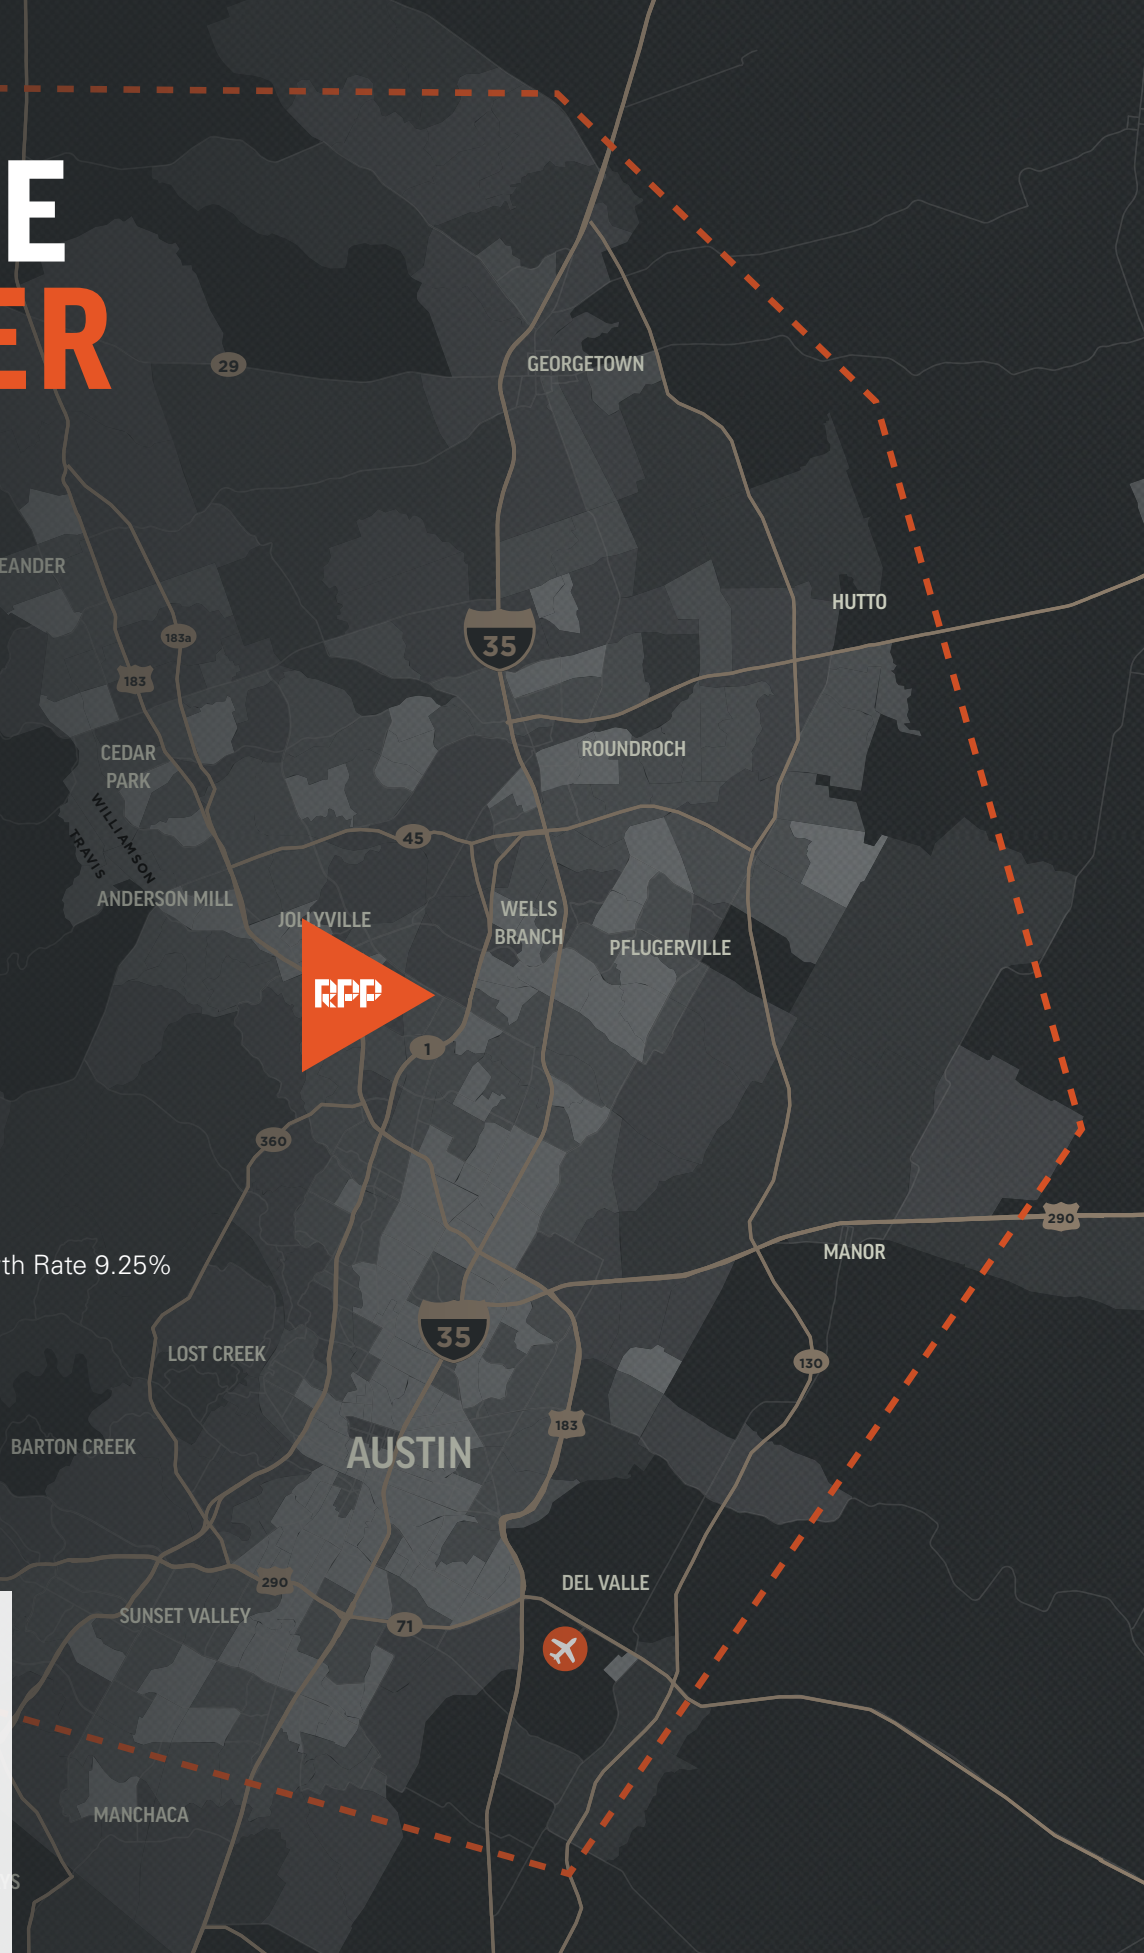 E
ER
29
GEORGETOWN
EANDER
HUTTO
183a
35
183
CEDAR
PARK
ROUNDROCH
WILLIAMSON
TRAVIS
45
ANDERSON MILL
JOLLYVILLE
WELLS
BRANCH
PFLUGERVILLE
RPP
1
360
290
MANOR
th Rate 9.25%
35
LOST CREEK
130
183
BARTON CREEK
AUSTIN
290
DEL VALLE
SUNSET VALLEY
71
MANCHACA
YS